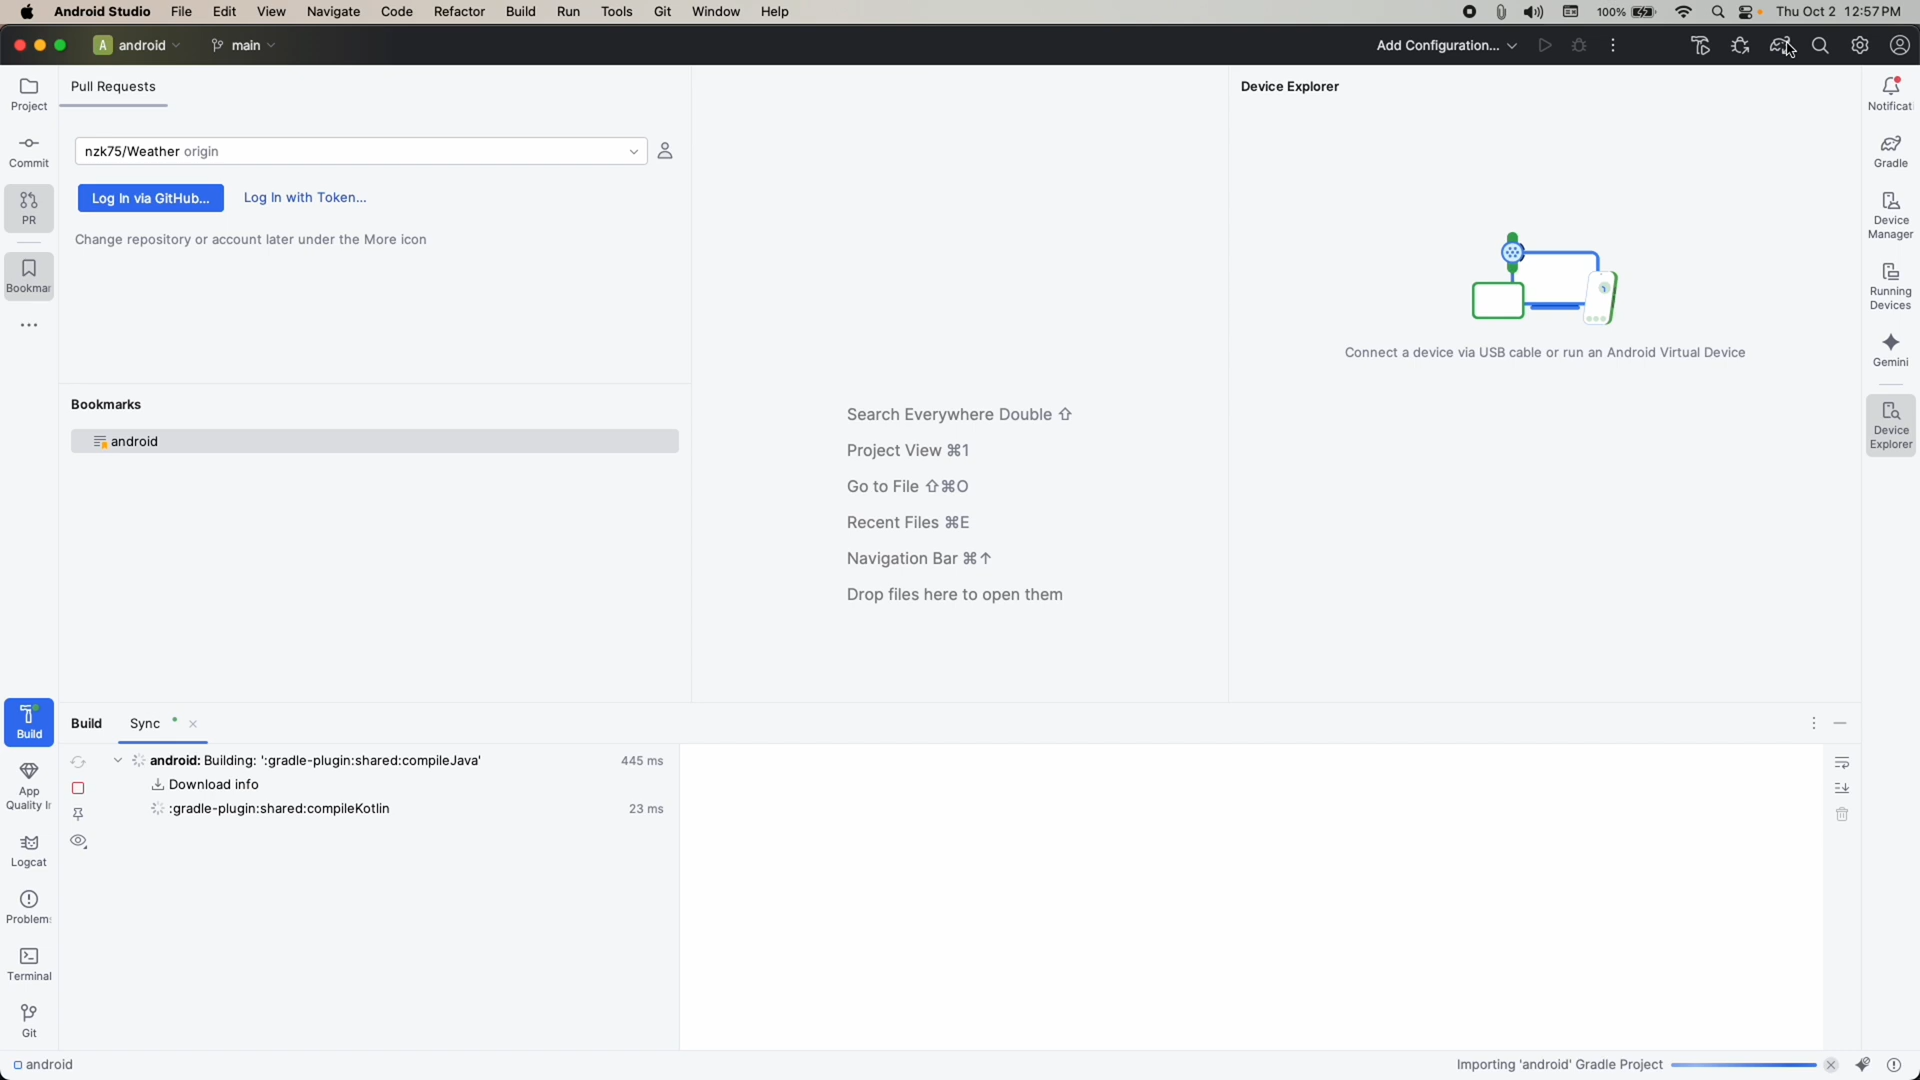 Android Studio File Edit View Navigate Code Refactor Build Run Tools Git Window Help 100% Thu Oct 2 12:57 PM
A android main Add Configuration...
Project
Commit
PR
Bookmar
Pull Requests
nzk75/Weather origin
Log In via GitHub... Log In with Token...
Change repository or account later under the More icon
Bookmarks
android
Search Everywhere Double ⇧
Project View ⌘1
Go to File ⇧⌘O
Recent Files ⌘E
Navigation Bar ⌘↑
Drop files here to open them
Device Explorer
Connect a device via USB cable or run an Android Virtual Device
Notificati
Gradle
Device
Manager
Running
Devices
Gemini
Device
Explorer
Build
App
Quality In
Logcat
Problems
Terminal
Git
Build Sync
android: Building: ':gradle-plugin:shared:compileJava' 445 ms
Download info
:gradle-plugin:shared:compileKotlin 23 ms
android Importing 'android' Gradle Project